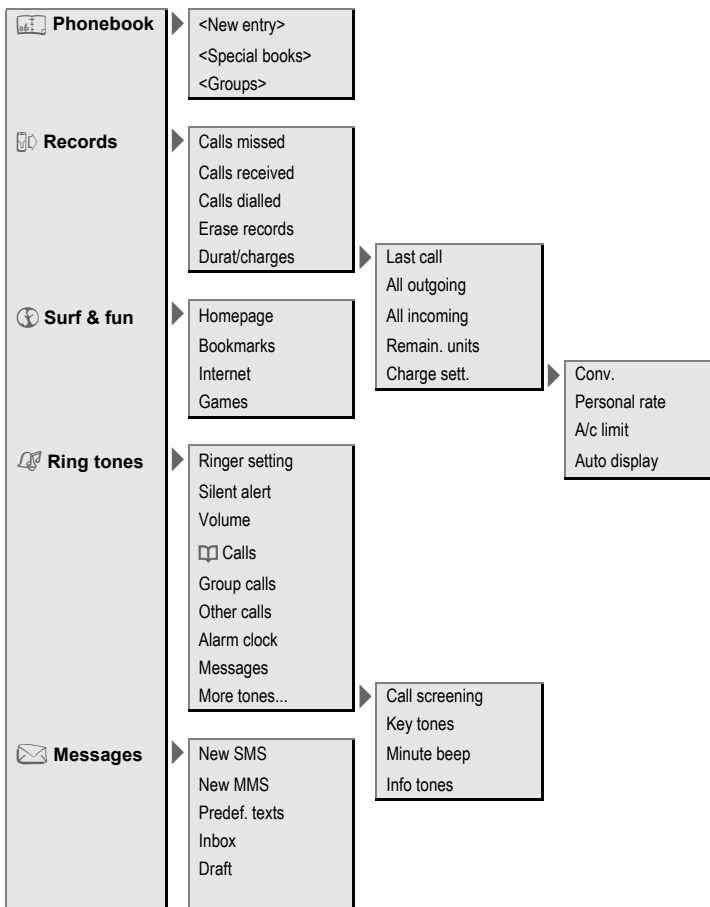 Phonebook
<New entry>
<Special books>
<Groups>
Records
Calls missed
Calls received
Calls dialled
Erase records
Durat/charges
Last call
All outgoing
All incoming
Remain. units
Charge sett.
Conv.
Personal rate
A/c limit
Auto display
Surf & fun
Homepage
Bookmarks
Internet
Games
Ring tones
Ringer setting
Silent alert
Volume
Calls
Group calls
Other calls
Alarm clock
Messages
More tones...
Call screening
Key tones
Minute beep
Info tones
Messages
New SMS
New MMS
Predef. texts
Inbox
Draft